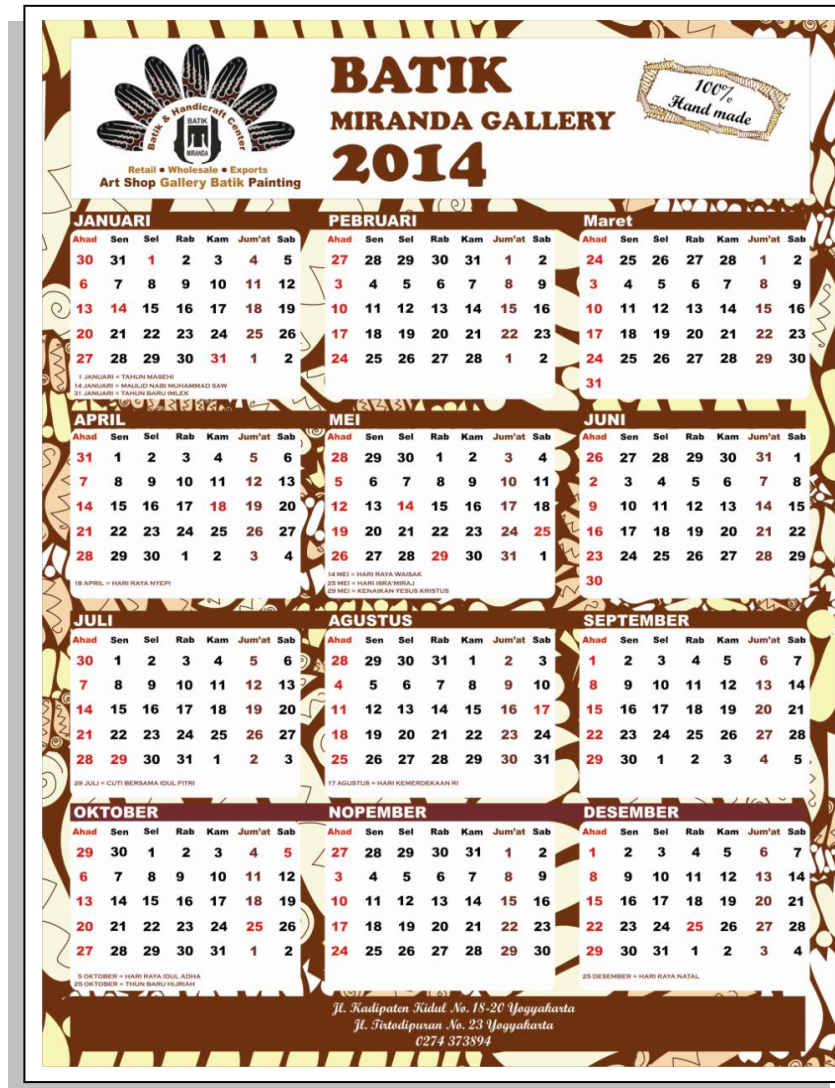 BATIK
MIRANDA GALLERY
2014
100%
Hand made
Batik & Handicraft Center
BATIK
MIRANDA
Retail • Wholesale • Exports
Art Shop Gallery Batik Painting
JANUARI
Ahad Sen Sel Rab Kam Jum'at Sab
30 31 1 2 3 4 5
6 7 8 9 10 11 12
13 14 15 16 17 18 19
20 21 22 23 24 25 26
27 28 29 30 31 1 2
1 JANUARI = TAHUN MASEHI
14 JANUARI = MAULID NABI MUHAMMAD SAW
31 JANUARI = TAHUN BARU IMLEK
PEBRUARI
Ahad Sen Sel Rab Kam Jum'at Sab
27 28 29 30 31 1 2
3 4 5 6 7 8 9
10 11 12 13 14 15 16
17 18 19 20 21 22 23
24 25 26 27 28 1 2
Maret
Ahad Sen Sel Rab Kam Jum'at Sab
24 25 26 27 28 1 2
3 4 5 6 7 8 9
10 11 12 13 14 15 16
17 18 19 20 21 22 23
24 25 26 27 28 29 30
31
APRIL
Ahad Sen Sel Rab Kam Jum'at Sab
31 1 2 3 4 5 6
7 8 9 10 11 12 13
14 15 16 17 18 19 20
21 22 23 24 25 26 27
28 29 30 1 2 3 4
18 APRIL = HARI RAYA NYEPI
MEI
Ahad Sen Sel Rab Kam Jum'at Sab
28 29 30 1 2 3 4
5 6 7 8 9 10 11
12 13 14 15 16 17 18
19 20 21 22 23 24 25
26 27 28 29 30 31 1
14 MEI = HARI RAYA WAISAK
25 MEI = HARI ISRA'MIRAJ
29 MEI = KENAIKAN YESUS KRISTUS
JUNI
Ahad Sen Sel Rab Kam Jum'at Sab
26 27 28 29 30 31 1
2 3 4 5 6 7 8
9 10 11 12 13 14 15
16 17 18 19 20 21 22
23 24 25 26 27 28 29
30
JULI
Ahad Sen Sel Rab Kam Jum'at Sab
30 1 2 3 4 5 6
7 8 9 10 11 12 13
14 15 16 17 18 19 20
21 22 23 24 25 26 27
28 29 30 31 1 2 3
29 JULI = CUTI BERSAMA IDUL FITRI
AGUSTUS
Ahad Sen Sel Rab Kam Jum'at Sab
28 29 30 31 1 2 3
4 5 6 7 8 9 10
11 12 13 14 15 16 17
18 19 20 21 22 23 24
25 26 27 28 29 30 31
17 AGUSTUS = HARI KEMERDEKAAN RI
SEPTEMBER
Ahad Sen Sel Rab Kam Jum'at Sab
1 2 3 4 5 6 7
8 9 10 11 12 13 14
15 16 17 18 19 20 21
22 23 24 25 26 27 28
29 30 1 2 3 4 5
OKTOBER
Ahad Sen Sel Rab Kam Jum'at Sab
29 30 1 2 3 4 5
6 7 8 9 10 11 12
13 14 15 16 17 18 19
20 21 22 23 24 25 26
27 28 29 30 31 1 2
5 OKTOBER = HARI RAYA IDUL ADHA
25 OKTOBER = THUN BARU HIJRIAH
NOPEMBER
Ahad Sen Sel Rab Kam Jum'at Sab
27 28 29 30 31 1 2
3 4 5 6 7 8 9
10 11 12 13 14 15 16
17 18 19 20 21 22 23
24 25 26 27 28 29 30
DESEMBER
Ahad Sen Sel Rab Kam Jum'at Sab
1 2 3 4 5 6 7
8 9 10 11 12 13 14
15 16 17 18 19 20 21
22 23 24 25 26 27 28
29 30 31 1 2 3 4
25 DESEMBER = HARI RAYA NATAL
Jl. Kadipaten Kidul No. 18-20 Yogyakarta
Jl. Tirtodipuran No. 23 Yogyakarta
0274 373894